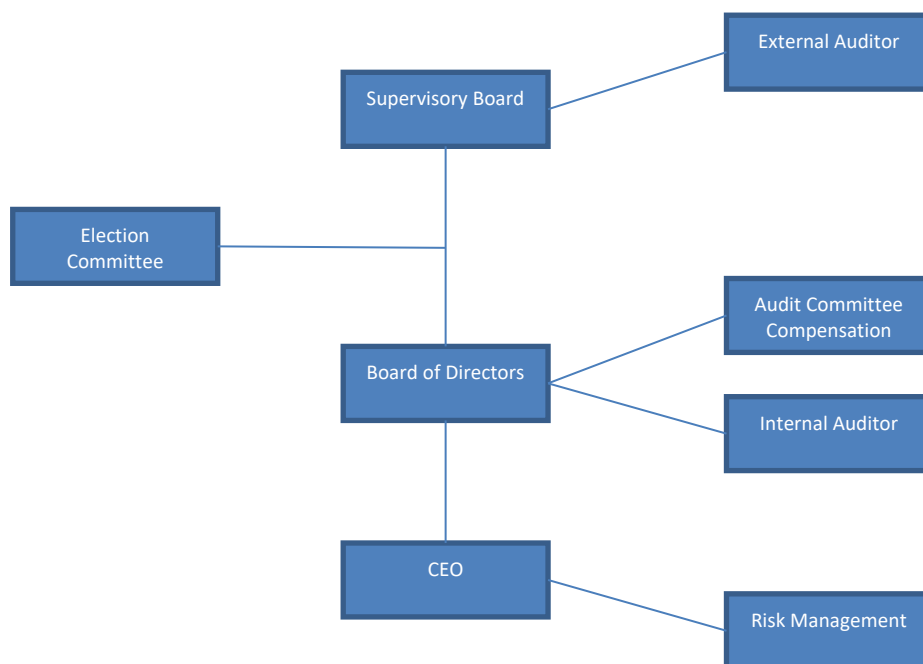 External Auditor
Supervisory Board
Election
Committee
Audit Committee
Compensation
Board of Directors
Internal Auditor
CEO
Risk Management